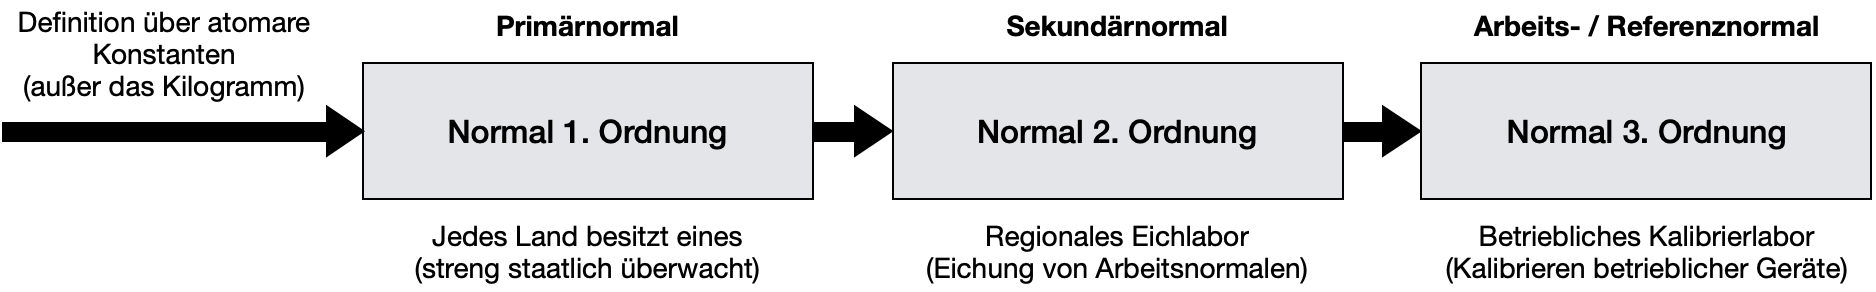 Definition über atomare
Konstanten
(außer das Kilogramm)
Primärnormal
Normal 1. Ordnung
Jedes Land besitzt eines
(streng staatlich überwacht)
Sekundärnormal
Normal 2. Ordnung
Regionales Eichlabor
(Eichung von Arbeitsnormalen)
Arbeits- / Referenznormal
Normal 3. Ordnung
Betriebliches Kalibrierlabor
(Kalibrieren betrieblicher Geräte)